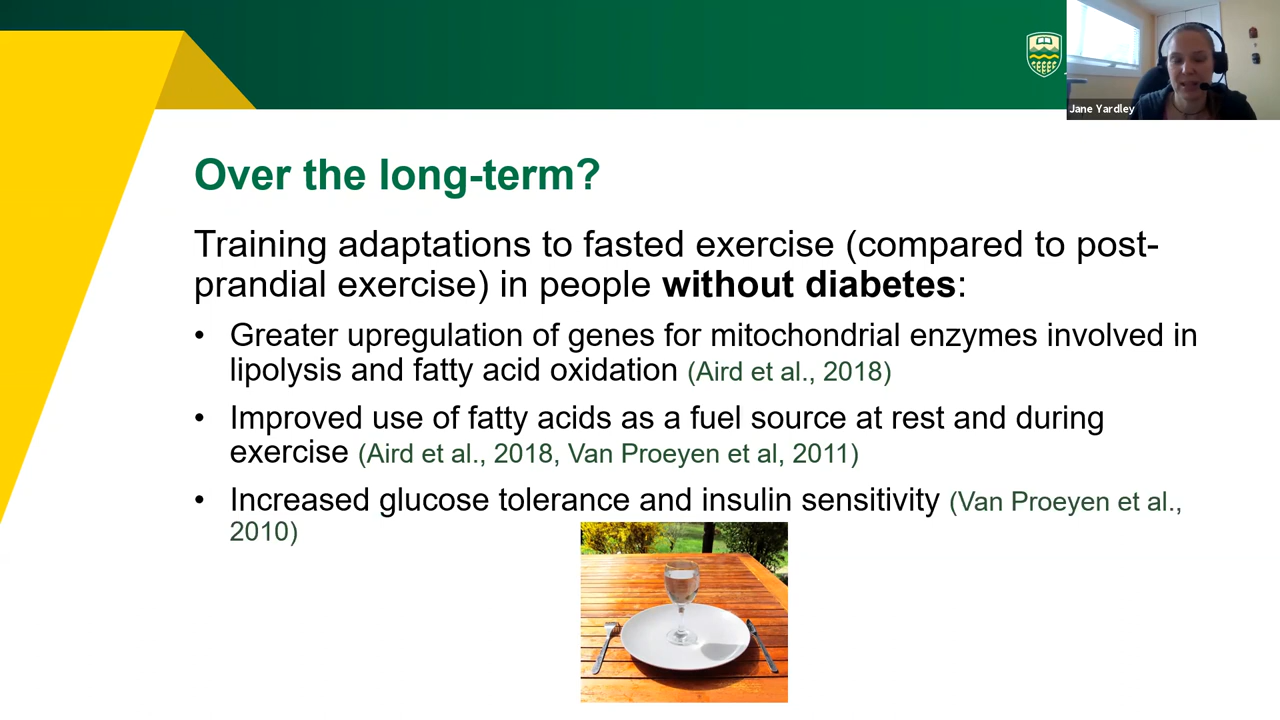 Jane Yardley
Over the long-term?
Training adaptations to fasted exercise (compared to post-
prandial exercise) in people without diabetes:
• Greater upregulation of genes for mitochondrial enzymes involved in
lipolysis and fatty acid oxidation (Aird et al., 2018)
• Improved use of fatty acids as a fuel source at rest and during
exercise (Aird et al., 2018, Van Proeyen et al, 2011)
• Increased glucose tolerance and insulin sensitivity (Van Proeyen et al.,
2010)